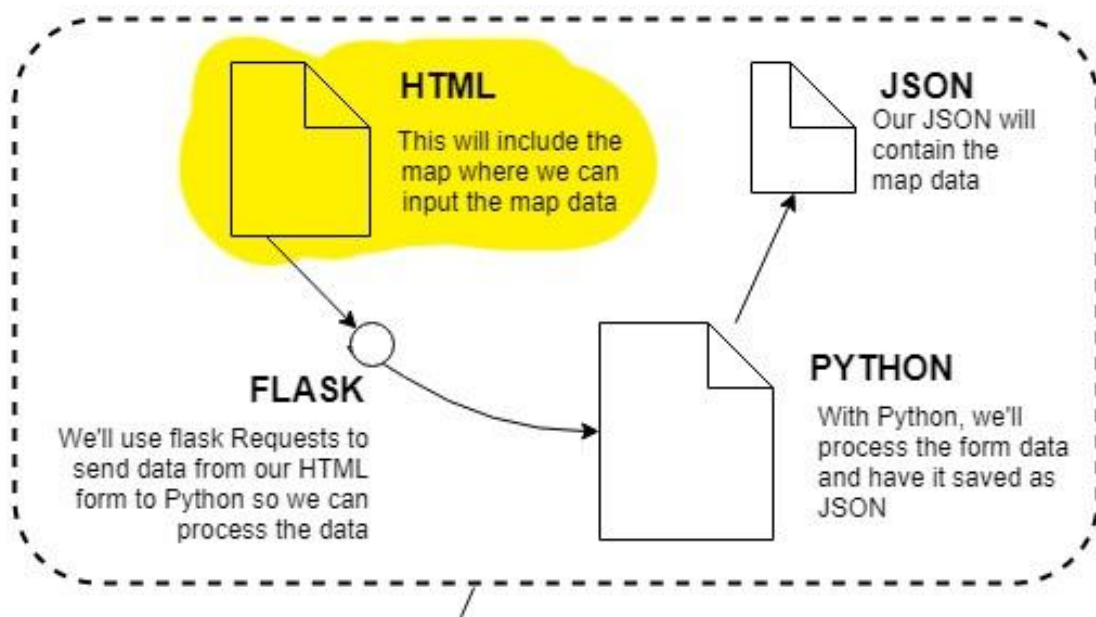 HTML
This will include the
map where we can
input the map data
JSON
Our JSON will
contain the
map data
FLASK
We'll use flask Requests to
send data from our HTML
form to Python so we can
process the data
PYTHON
With Python, we'll
process the form data
and have it saved as
JSON